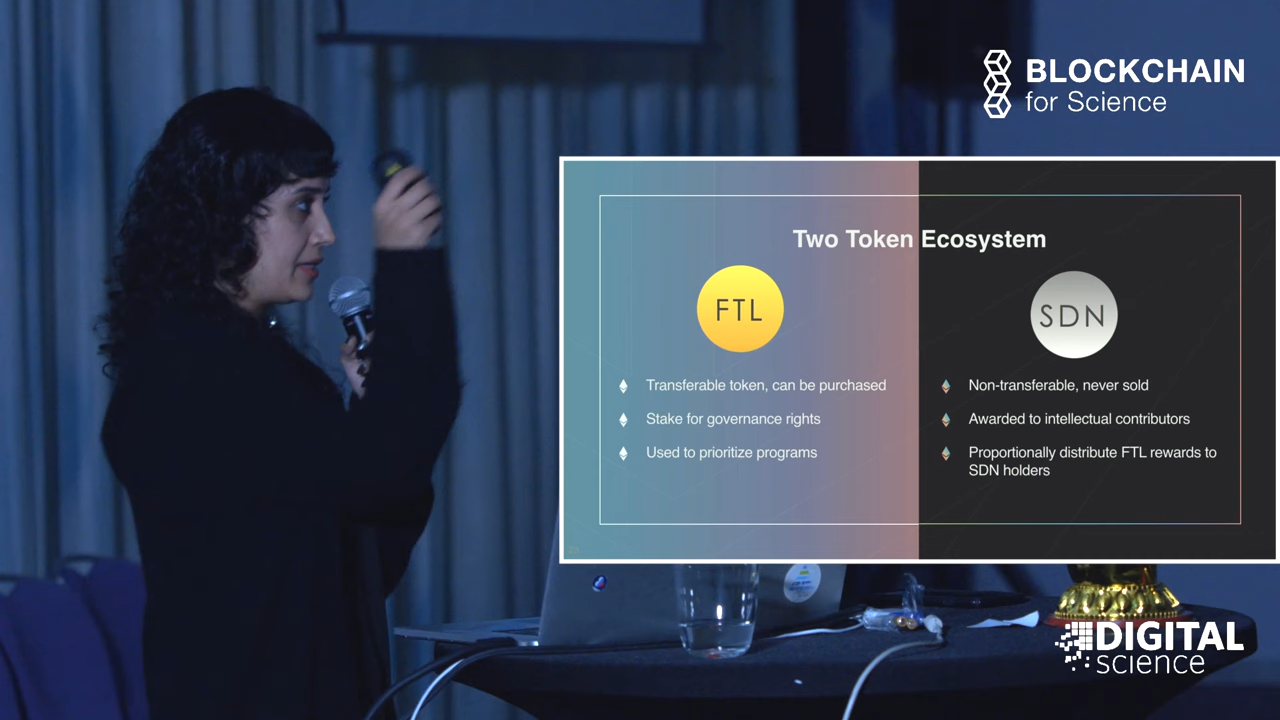 BLOCKCHAIN
for Science
Two Token Ecosystem
FTL
Transferable token, can be purchased
Stake for governance rights
Used to prioritize programs
SDN
Non-transferable, never sold
Awarded to intellectual contributors
Proportionally distribute FTL rewards to
SDN holders
DIGITAL
science